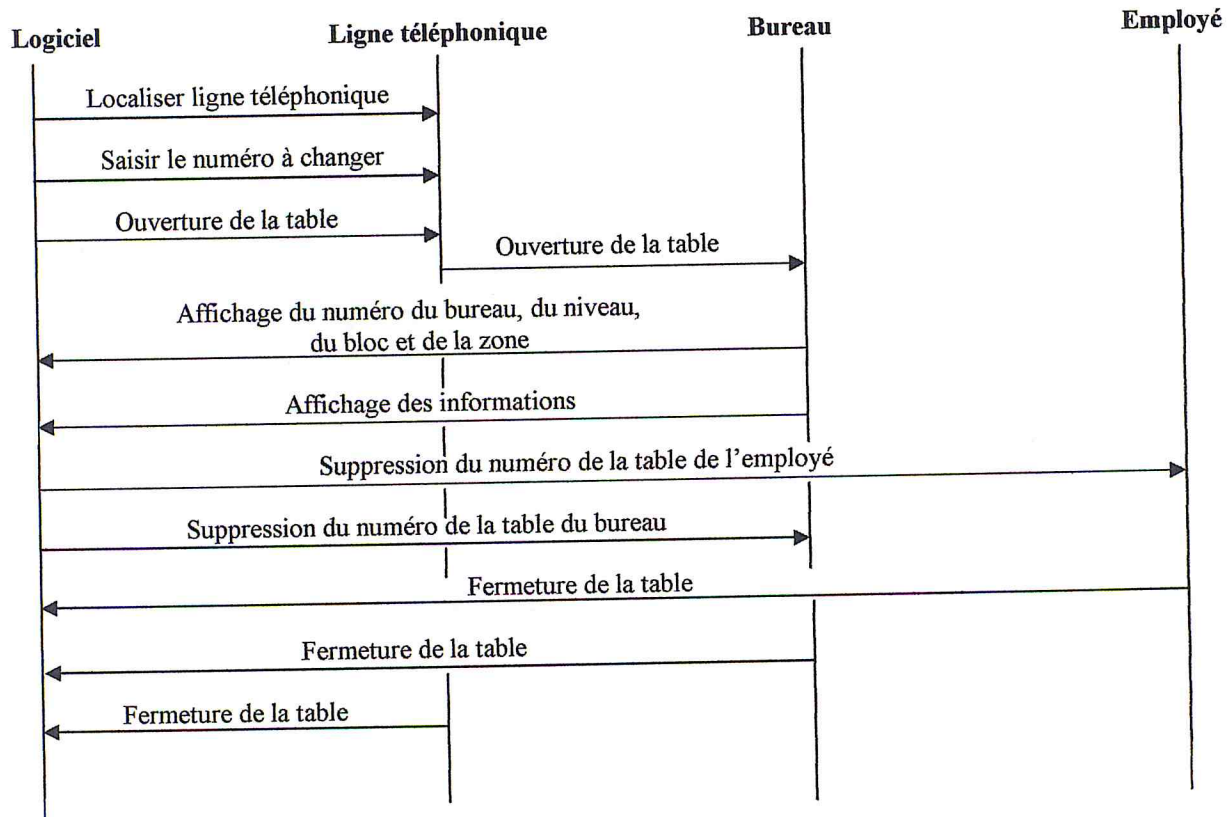 Logiciel
Ligne téléphonique
Bureau
Employé
Localiser ligne téléphonique
Saisir le numéro à changer
Ouverture de la table
Ouverture de la table
Affichage du numéro du bureau, du niveau,
du bloc et de la zone
Affichage des informations
Suppression du numéro de la table de l'employé
Suppression du numéro de la table du bureau
Fermeture de la table
Fermeture de la table
Fermeture de la table